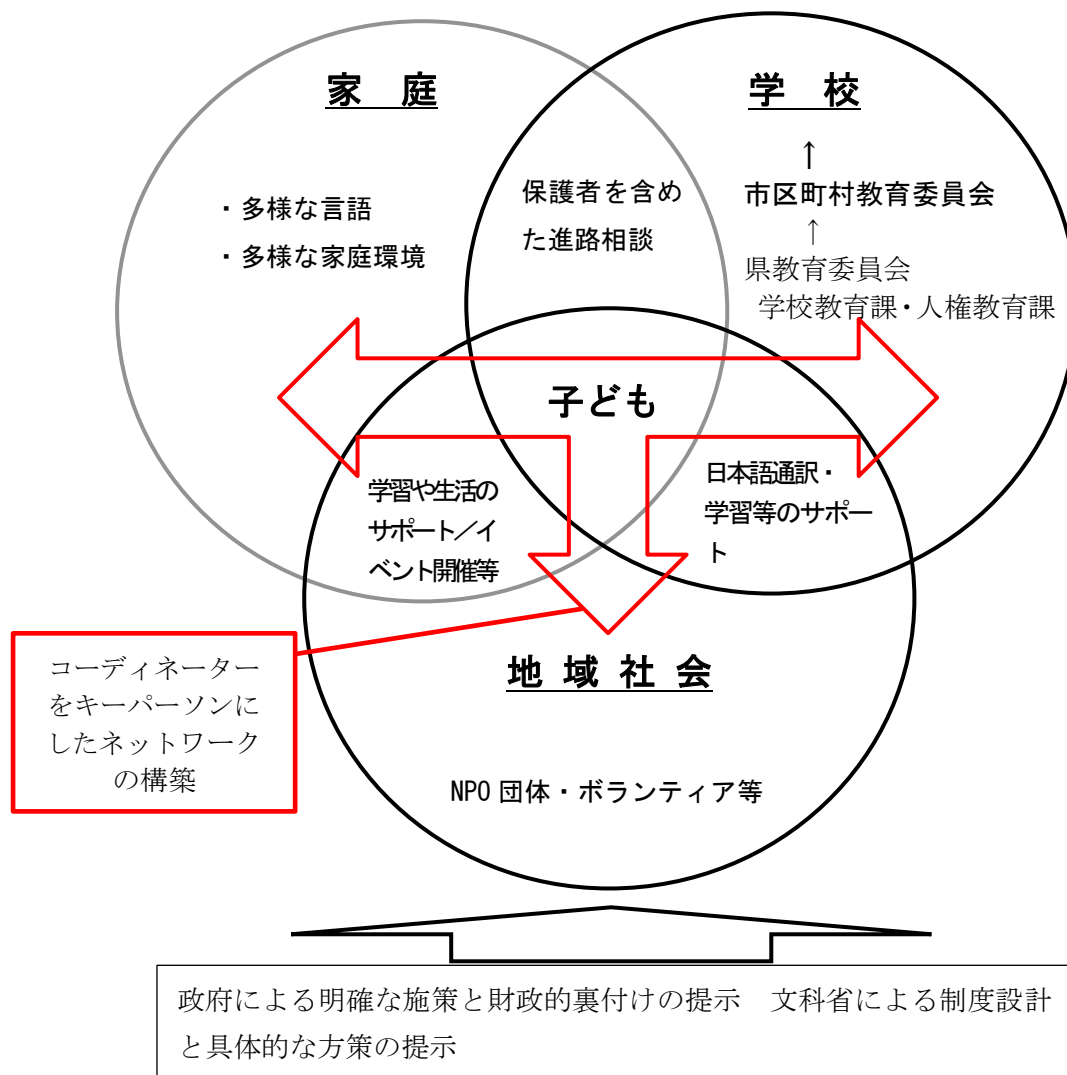 家　庭
学　校
・多様な言語
・多様な家庭環境
保護者を含め
た進路相談
↑
市区町村教育委員会
↑
県教育委員会
学校教育課・人権教育課
子ども
学習や生活の
サポート／イ
ベント開催等
日本語通訳・
学習等のサポー
ト
コーディネーター
をキーパーソンに
したネットワーク
の構築
地 域 社 会
NPO 団体・ボランティア等
政府による明確な施策と財政的裏付けの提示　文科省による制度設計
と具体的な方策の提示